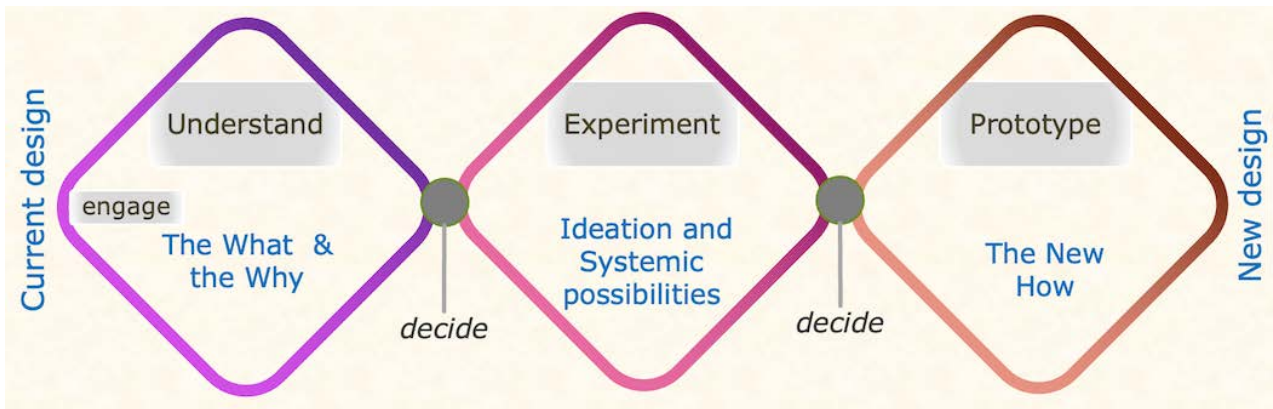 Current design
Understand
engage
The What &
the Why
decide
Experiment
Ideation and
Systemic
possibilities
decide
Prototype
The New
How
New design